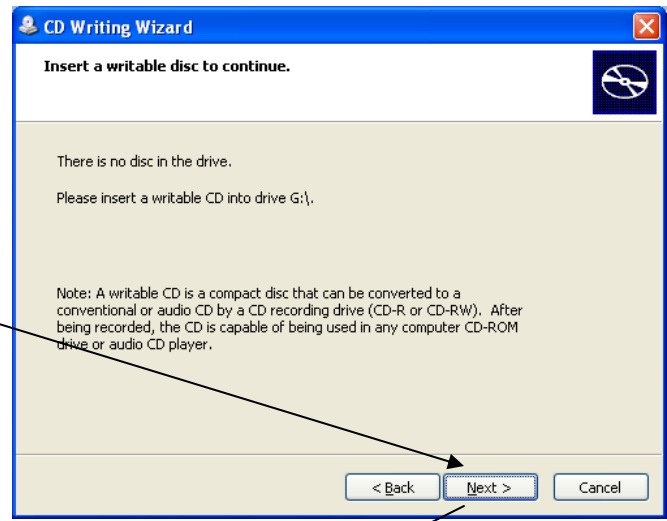 CD Writing Wizard
Insert a writable disc to continue.
There is no disc in the drive.
Please insert a writable CD into drive G:\.
Note: A writable CD is a compact disc that can be converted to a
conventional or audio CD by a CD recording drive (CD-R or CD-RW).  After
being recorded, the CD is capable of being used in any computer CD-ROM
drive or audio CD player.
< Back Next > Cancel